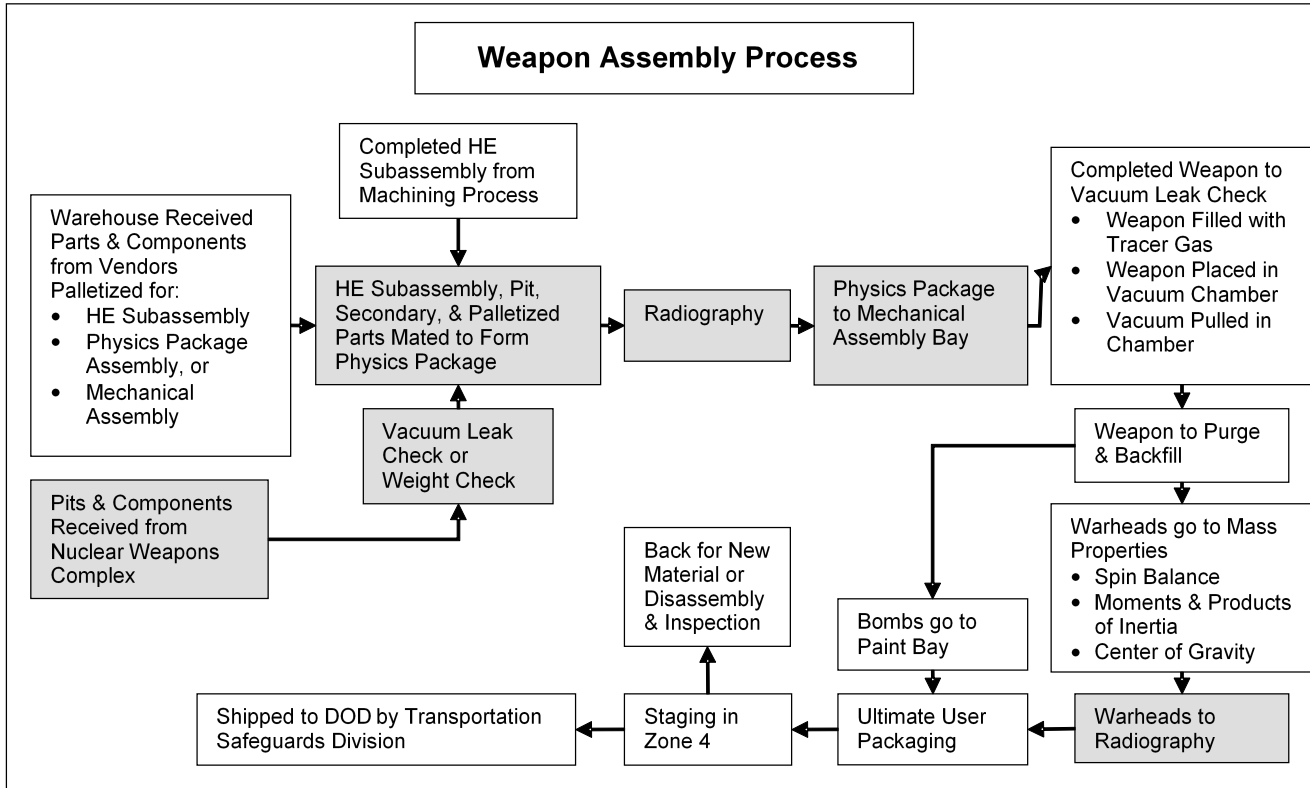 Weapon Assembly Process
Completed HE
Subassembly from
Machining Process
Warehouse Received
Parts & Components
from Vendors
Palletized for:
• HE Subassembly
• Physics Package
Assembly, or
• Mechanical
Assembly
HE Subassembly, Pit,
Secondary, & Palletized
Parts Mated to Form
Physics Package
Radiography
Physics Package
to Mechanical
Assembly Bay
Completed Weapon to
Vacuum Leak Check
• Weapon Filled with
Tracer Gas
• Weapon Placed in
Vacuum Chamber
• Vacuum Pulled in
Chamber
Vacuum Leak
Check or
Weight Check
Pits & Components
Received from
Nuclear Weapons
Complex
Weapon to Purge
& Backfill
Warheads go to Mass
Properties
• Spin Balance
• Moments & Products
of Inertia
• Center of Gravity
Back for New
Material or
Disassembly
& Inspection
Bombs go to
Paint Bay
Shipped to DOD by Transportation
Safeguards Division
Staging in
Zone 4
Ultimate User
Packaging
Warheads to
Radiography